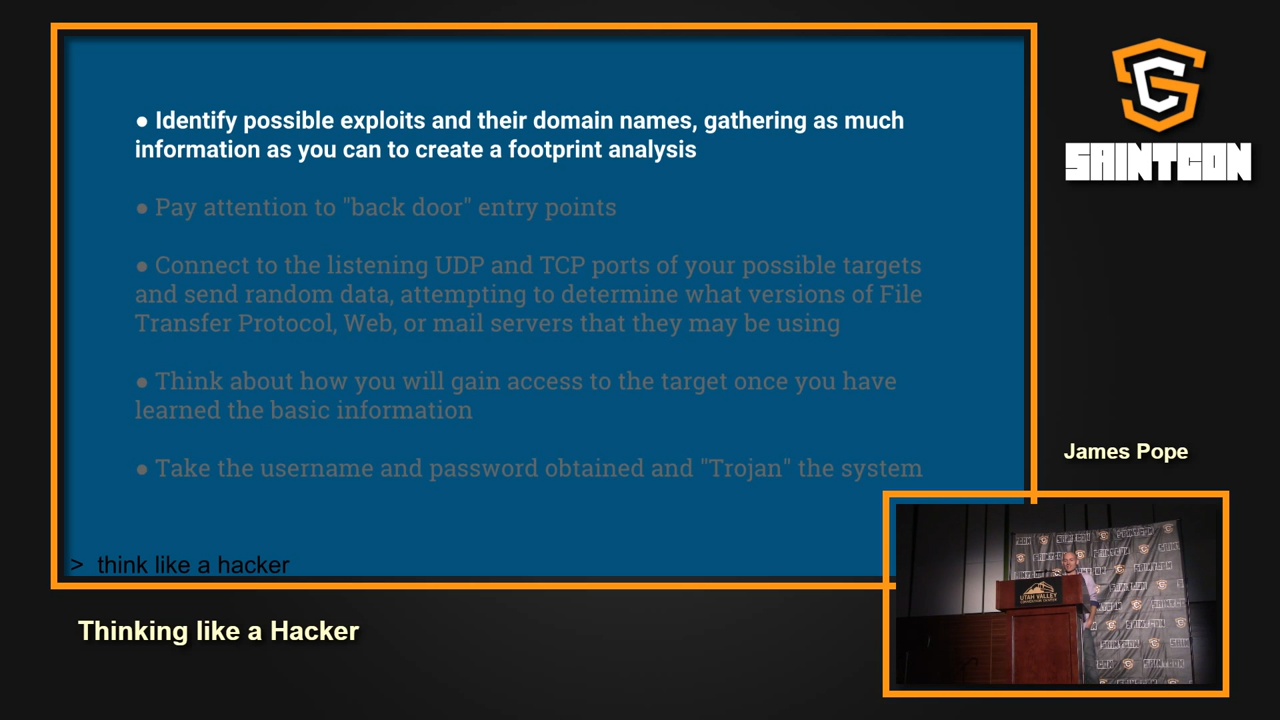 ● Identify possible exploits and their domain names, gathering as much
information as you can to create a footprint analysis
● Pay attention to "back door" entry points
● Connect to the listening UDP and TCP ports of your possible targets
and send random data, attempting to determine what versions of File
Transfer Protocol, Web, or mail servers that they may be using
● Think about how you will gain access to the target once you have
learned the basic information
● Take the username and password obtained and "Trojan" the system
> think like a hacker
Thinking like a Hacker
SAINTCON
James Pope
UTAH VALLEY